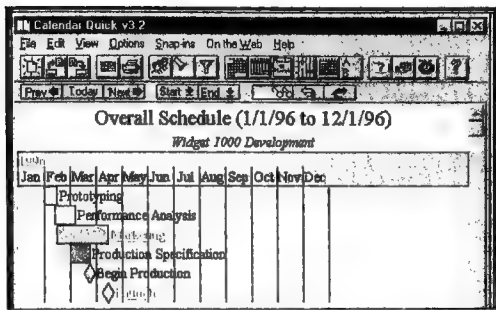 Calendar Quick v3.2
File Edit View Options Snap-ins On the Web Help
Prev Today Next Start End
Overall Schedule (1/1/96 to 12/1/96)
Widget 1000 Development
Jan Feb Mar Apr May Jun Jul Aug Sep Oct Nov Dec
Prototyping
Performance Analysis
Marketing
Production Specification
Begin Production